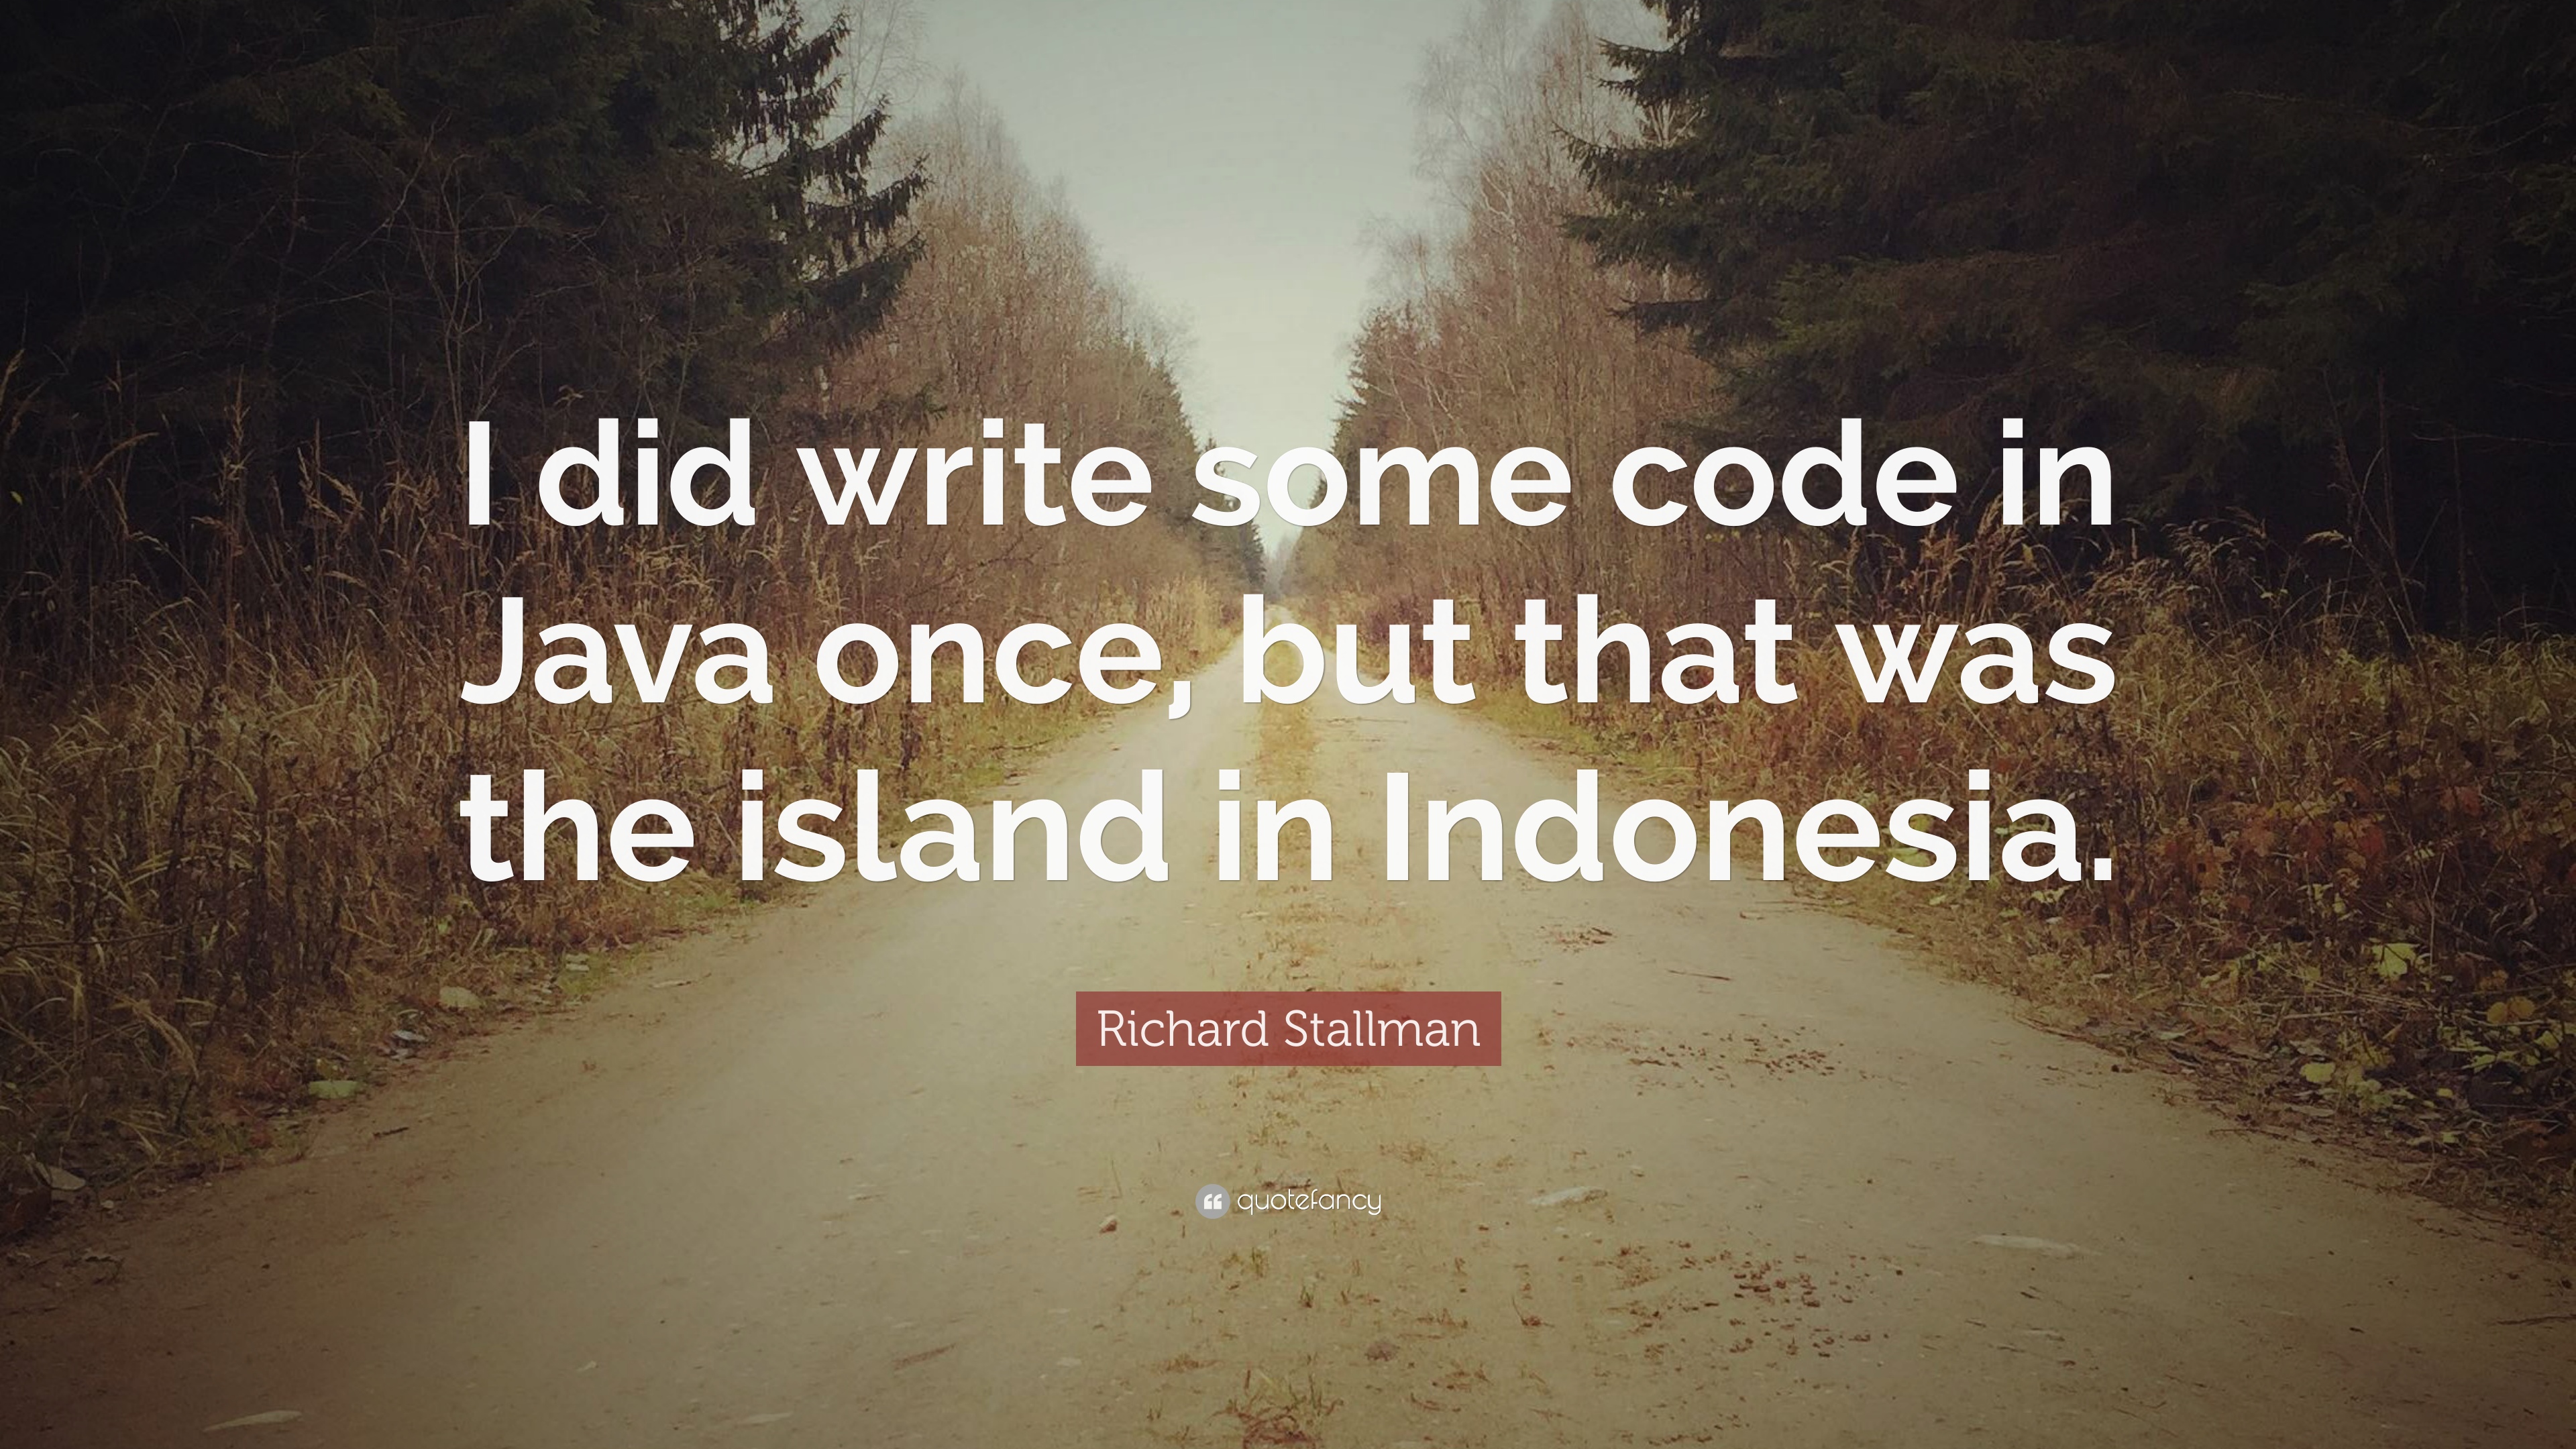 I did write some code in
Java once, but that was
the island in Indonesia.
Richard Stallman
quotefancy